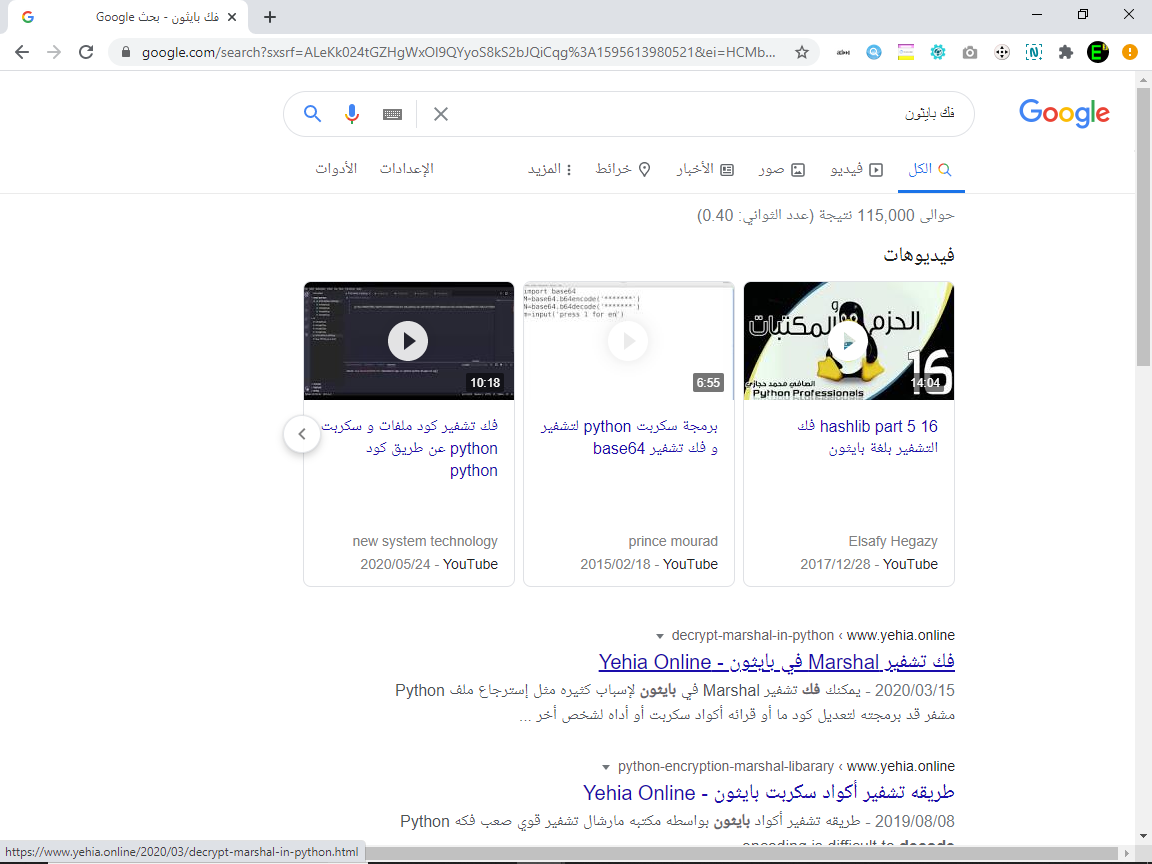 فك بايثون - بحث Google
google.com/search?sxsrf=ALeKk024tGZHgWxOl9QYyoS8kS2bJQiCqg%3A1595613980521&ei=HCMb...
فك بايثون
Google
الكل
فيديو
صور
الأخبار
خرائط
المزيد
الإعدادات
الأدوات
حوالى 115,000 نتيجة (عدد الثواني: 0.40)
فيديوهات
و
الحزم المكتبات
16
الصافي محمد حجازي
Python Professionals
14:04
16 hashlib part 5 فك
التشفير بلغة بايثون
Elsafy Hegazy
YouTube - 2017/12/28
import base64
M=base64.b64encode('*******')
N=base64.b64decode('*******')
m=input('press 1 for en')
6:55
برمجة سكربت python لتشفير
و فك تشفير base64
prince mourad
YouTube - 2015/02/18
10:18
فك تشفير كود ملفات و سكربت
python عن طريق كود
python
new system technology
YouTube - 2020/05/24
www.yehia.online › decrypt-marshal-in-python
فك تشفير Marshal في بايثون - Yehia Online
2020/03/15 - يمكنك فك تشفير Marshal في بايثون لإسباب كثيره مثل إسترجاع ملف Python
مشفر قد برمجته لتعديل كود ما أو قرائه أكواد سكربت أو أداه لشخص أخر ...
www.yehia.online › python-encryption-marshal-libarary
طريقه تشفير أكواد سكربت بايثون - Yehia Online
2019/08/08 - طريقه تشفير أكواد بايثون بواسطه مكتبه مارشال تشفير قوي صعب فكه Python
encoding is difficult to decode
https://www.yehia.online/2020/03/decrypt-marshal-in-python.html